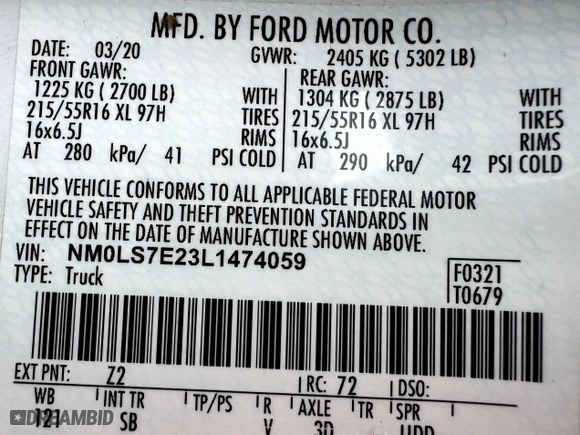 MFD. BY FORD MOTOR CO.
DATE: 03/20 GVWR: 2405 KG ( 5302 LB)
FRONT GAWR: REAR GAWR:
1225 KG ( 2700 LB) WITH 1304 KG ( 2875 LB) WITH
215/55R16 XL 97H TIRES 215/55R16 XL 97H TIRES
16x6.5J RIMS 16x6.5J RIMS
AT 280 kPa/ 41 PSI COLD AT 290 kPa/ 42 PSI COLD
THIS VEHICLE CONFORMS TO ALL APPLICABLE FEDERAL MOTOR
VEHICLE SAFETY AND THEFT PREVENTION STANDARDS IN
EFFECT ON THE DATE OF MANUFACTURE SHOWN ABOVE.
VIN: NM0LS7E23L1474059 F0321
TYPE: Truck T0679
EXT PNT: Z2 RC: 72 DSO:
WB INT TR TP/PS R AXLE TR SPR
121 SB V 3D UDD
DREAMBID